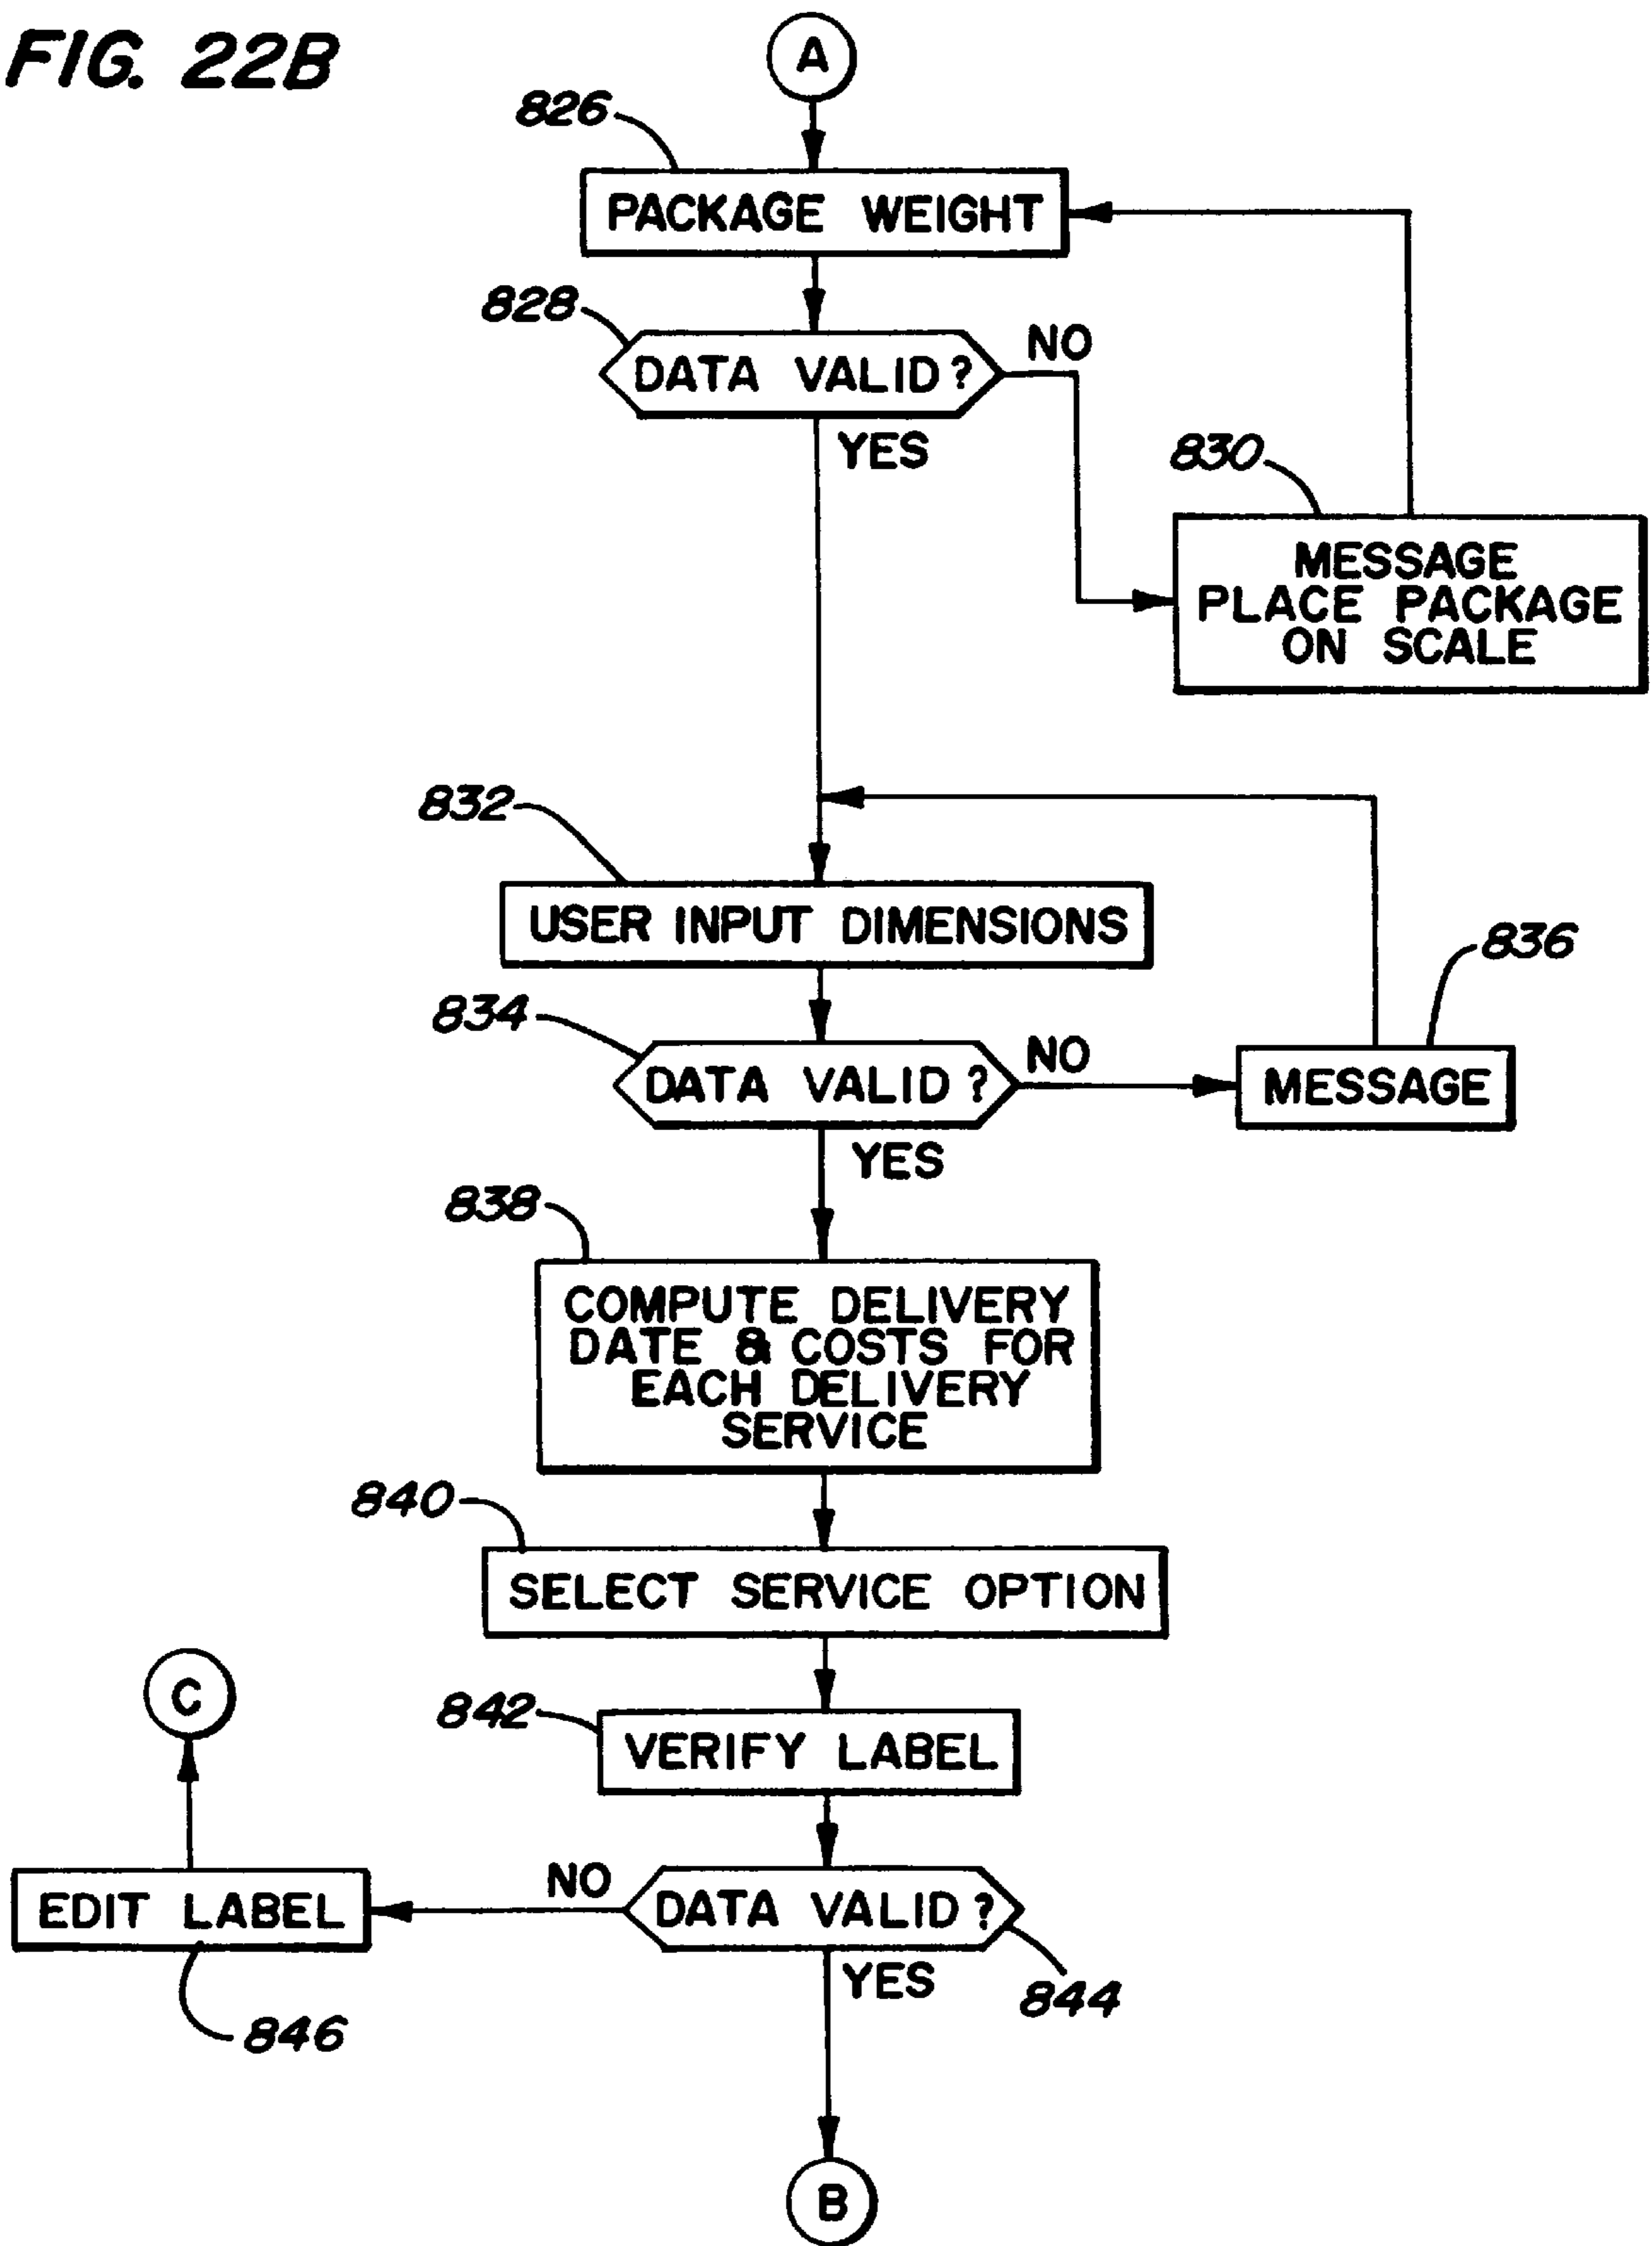 FIG. 22B
A
826
PACKAGE WEIGHT
828
DATA VALID?
NO
YES
830
MESSAGE
PLACE PACKAGE
ON SCALE
832
USER INPUT DIMENSIONS
836
834
DATA VALID?
NO
MESSAGE
YES
838
COMPUTE DELIVERY
DATE & COSTS FOR
EACH DELIVERY
SERVICE
840
SELECT SERVICE OPTION
C
842
VERIFY LABEL
EDIT LABEL
NO
DATA VALID?
YES
844
846
B